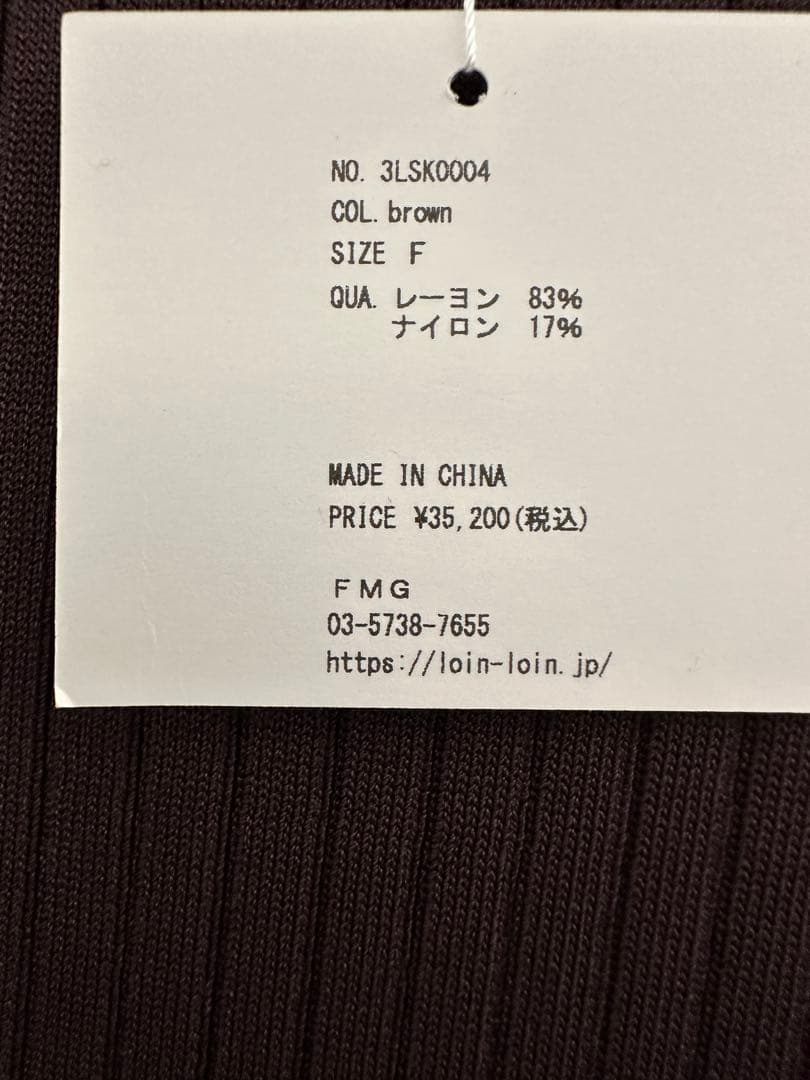 NO. 3LSK0004
COL. brown
SIZE F
QUA. レーヨン 83%
ナイロン 17%
MADE IN CHINA
PRICE ¥35,200(税込)
ＦＭＧ
03-5738-7655
https://loin-loin.jp/